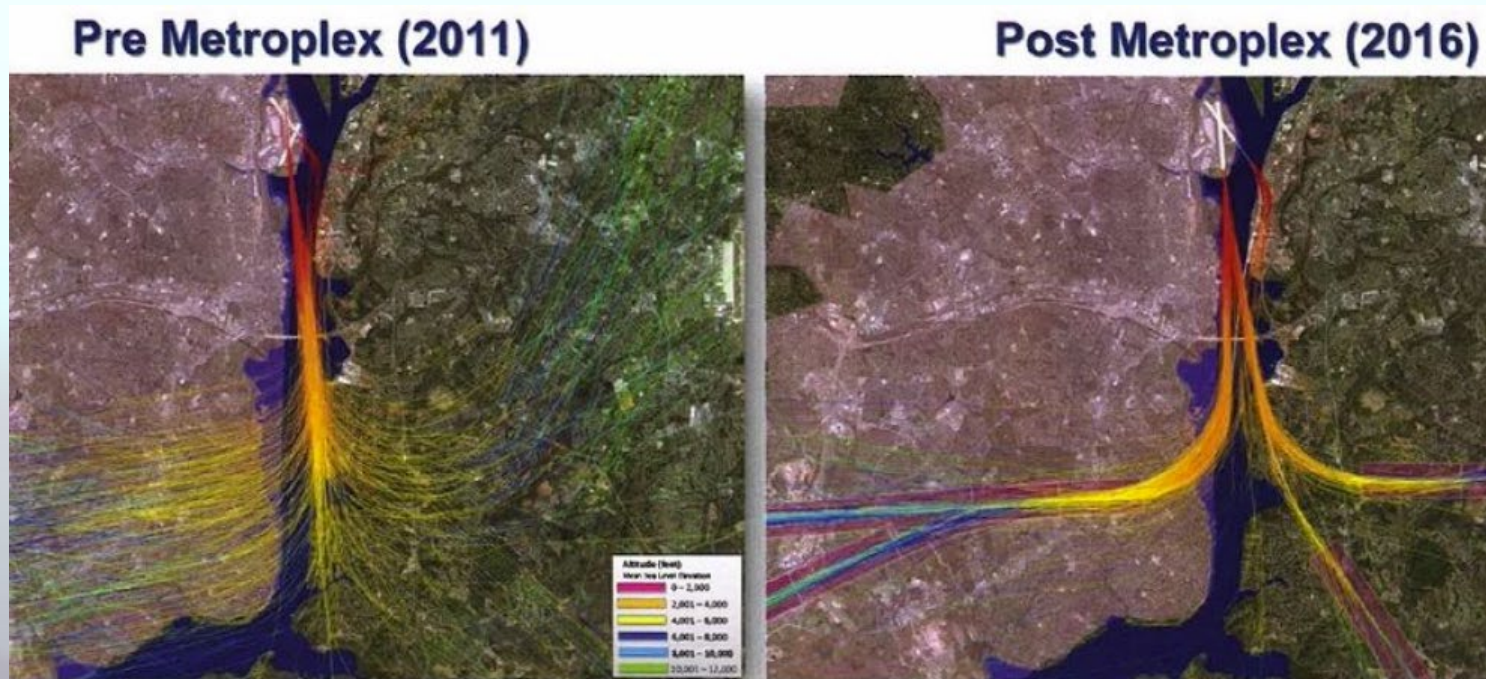 Pre Metroplex (2011)
Post Metroplex (2016)
Altitude (feet)
Mean Sea Level Elevation
0 – 2,000
2,001 – 4,000
4,001 – 6,000
6,001 – 8,000
8,001 – 10,000
10,001 – 12,000